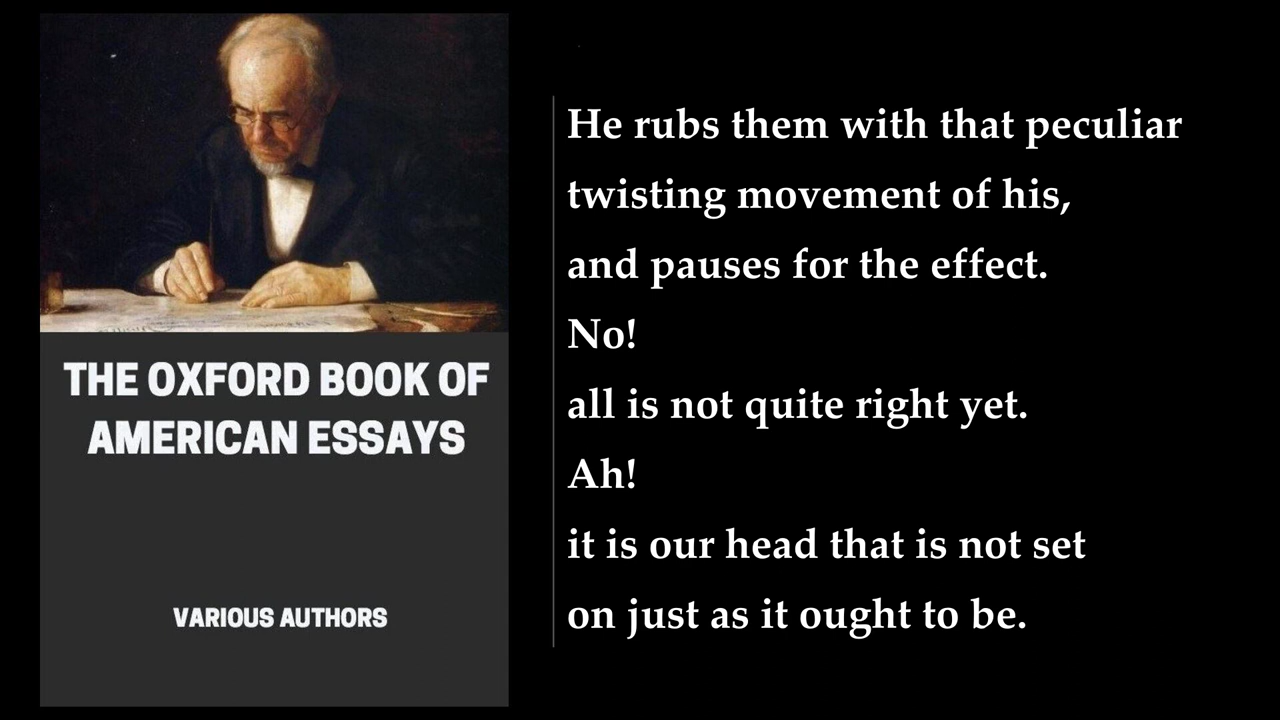 THE OXFORD BOOK OF
AMERICAN ESSAYS
VARIOUS AUTHORS
He rubs them with that peculiar
twisting movement of his,
and pauses for the effect.
No!
all is not quite right yet.
Ah!
it is our head that is not set
on just as it ought to be.